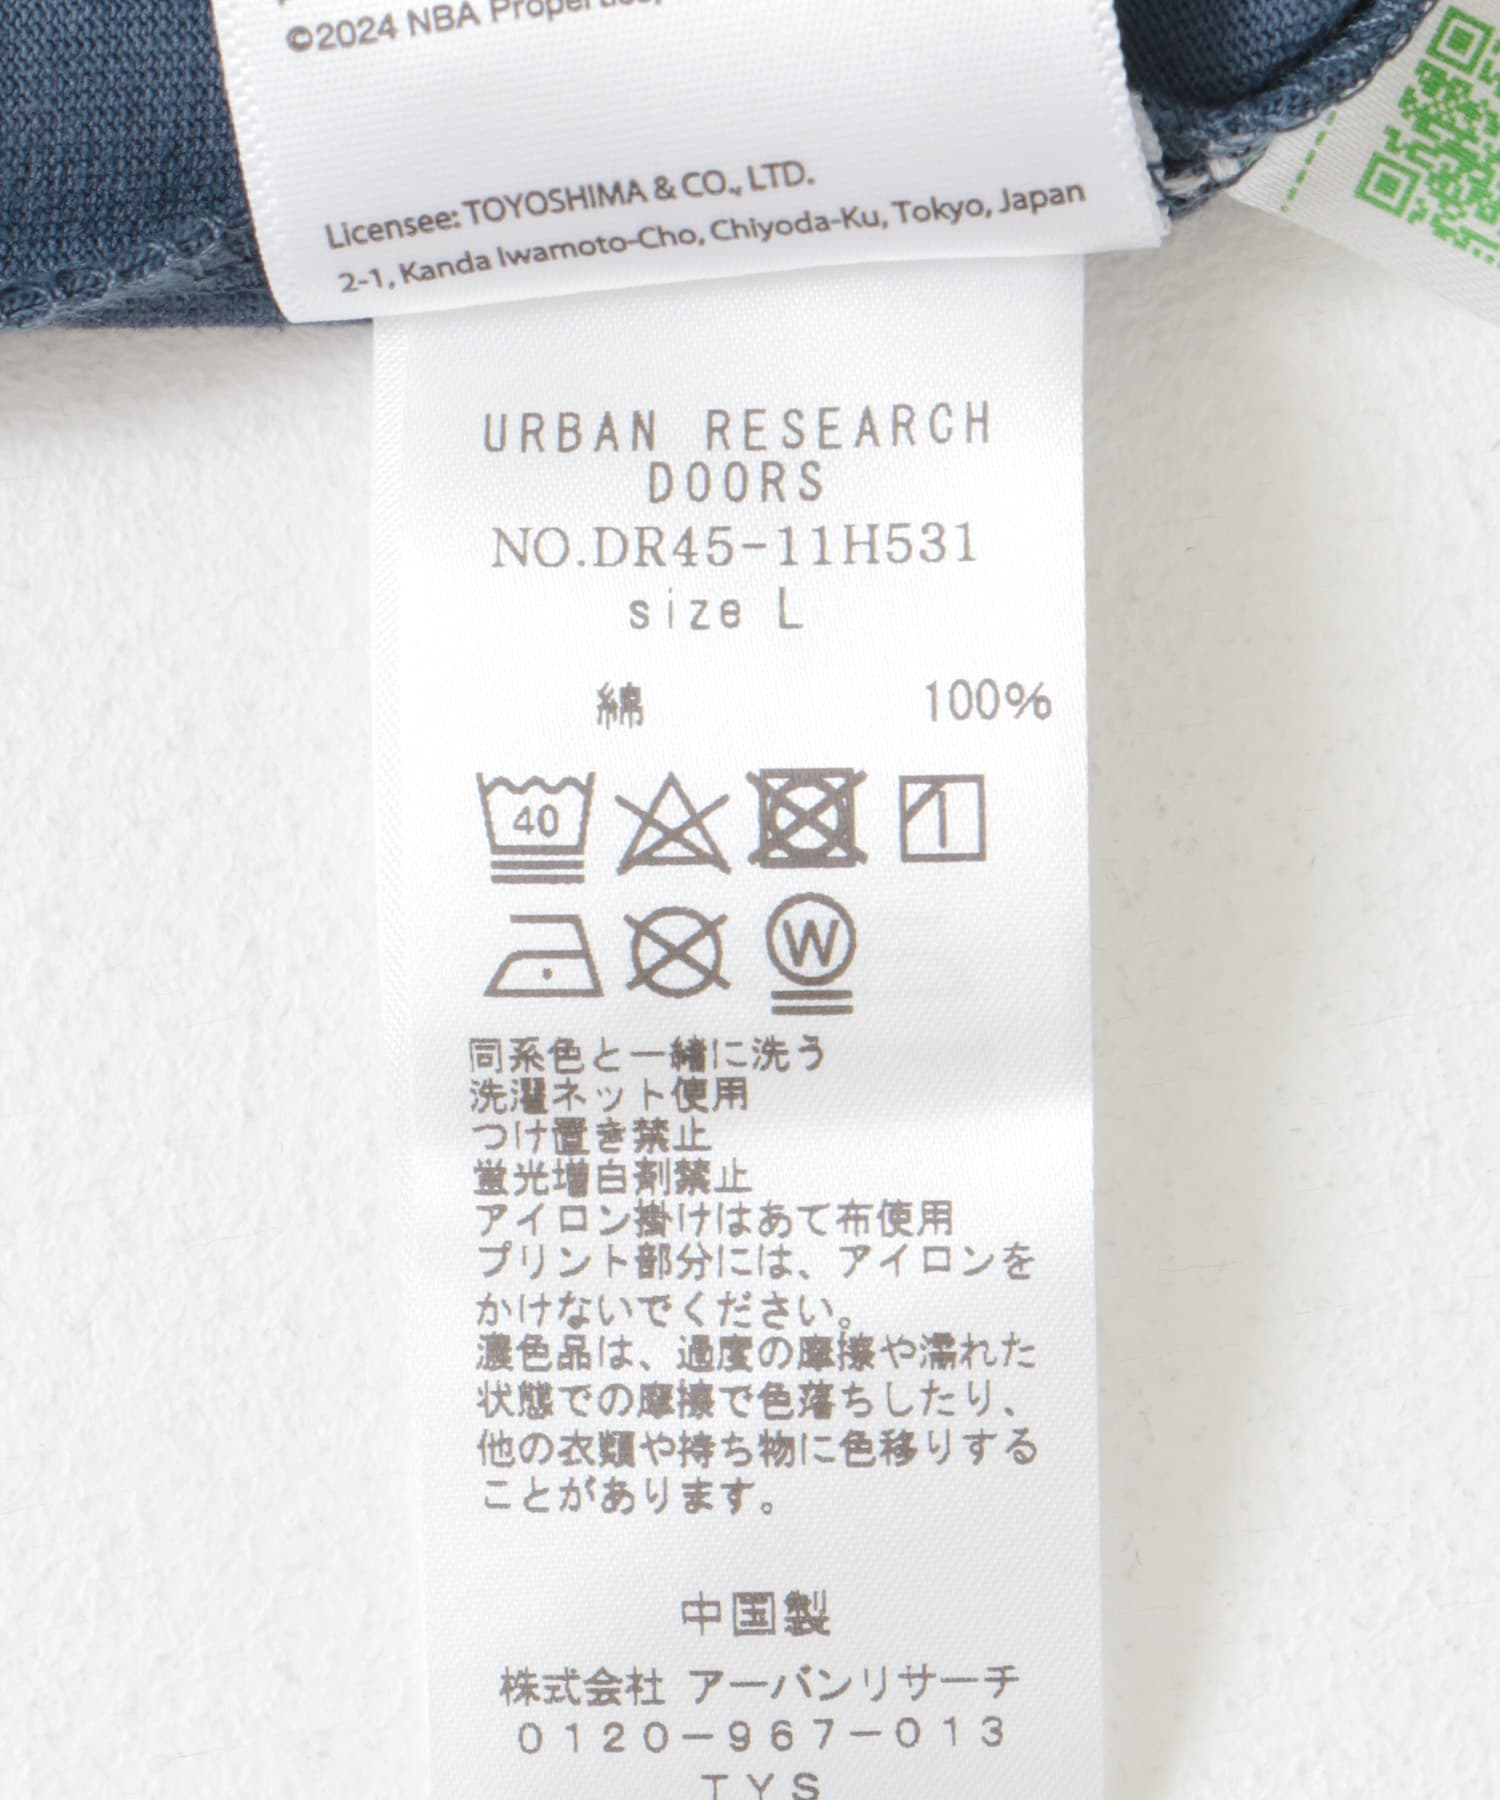 ©2024 NBA Properties,
Licensee: TOYOSHIMA & CO., LTD.
2-1, Kanda Iwamoto-Cho, Chiyoda-Ku, Tokyo, Japan
URBAN RESEARCH
DOORS
NO.DR45-11H531
size L
綿 100%
40
1
W
同系色と一緒に洗う
洗濯ネット使用
つけ置き禁止
蛍光増白剤禁止
アイロン掛けはあて布使用
プリント部分には、アイロンを
かけないでください。
濃色品は、過度の摩擦や濡れた
状態での摩擦で色落ちしたり、
他の衣類や持ち物に色移りする
ことがあります。
中国製
株式会社 アーバンリサーチ
0120-967-013
TYS